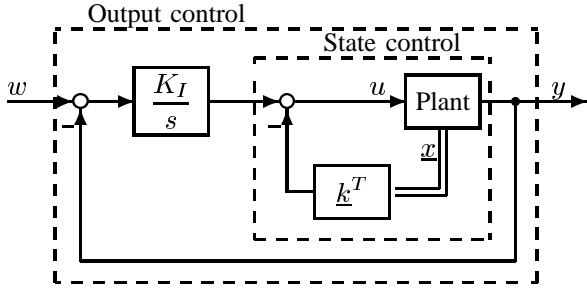 Output control
State control
w
K_I
s
u
Plant
y
x
k^T